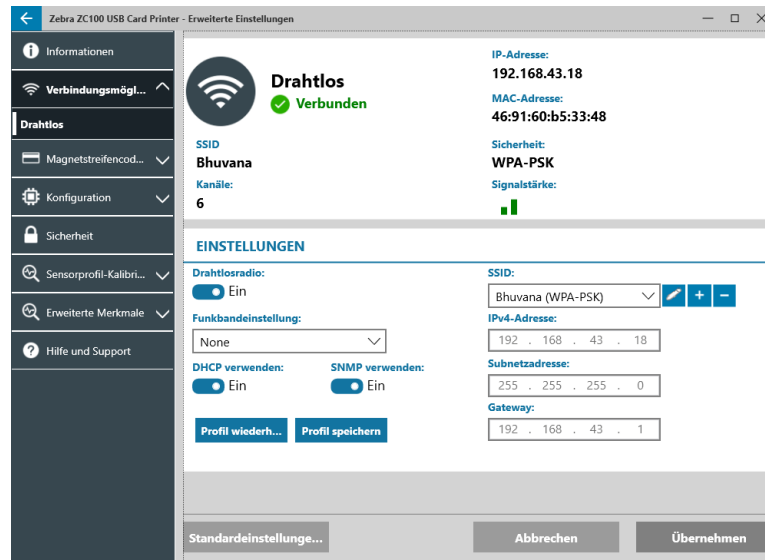 Zebra ZC100 USB Card Printer - Erweiterte Einstellungen
Informationen
Verbindungsmögl...
Drahtlos
Magnetstreifencod...
Konfiguration
Sicherheit
Sensorprofil-Kalibri...
Erweiterte Merkmale
Hilfe und Support
Drahtlos
Verbunden
IP-Adresse:
192.168.43.18
MAC-Adresse:
46:91:60:b5:33:48
SSID
Bhuvana
Sicherheit:
WPA-PSK
Kanäle:
6
Signalstärke:
EINSTELLUNGEN
Drahtlosradio:
Ein
Funkbandeinstellung:
None
DHCP verwenden:
Ein
SNMP verwenden:
Ein
Profil wiederh...
Profil speichern
SSID:
Bhuvana (WPA-PSK)
IPv4-Adresse:
192 . 168 . 43 . 18
Subnetzadresse:
255 . 255 . 255 . 0
Gateway:
192 . 168 . 43 . 1
Standardeinstellunge...
Abbrechen
Übernehmen